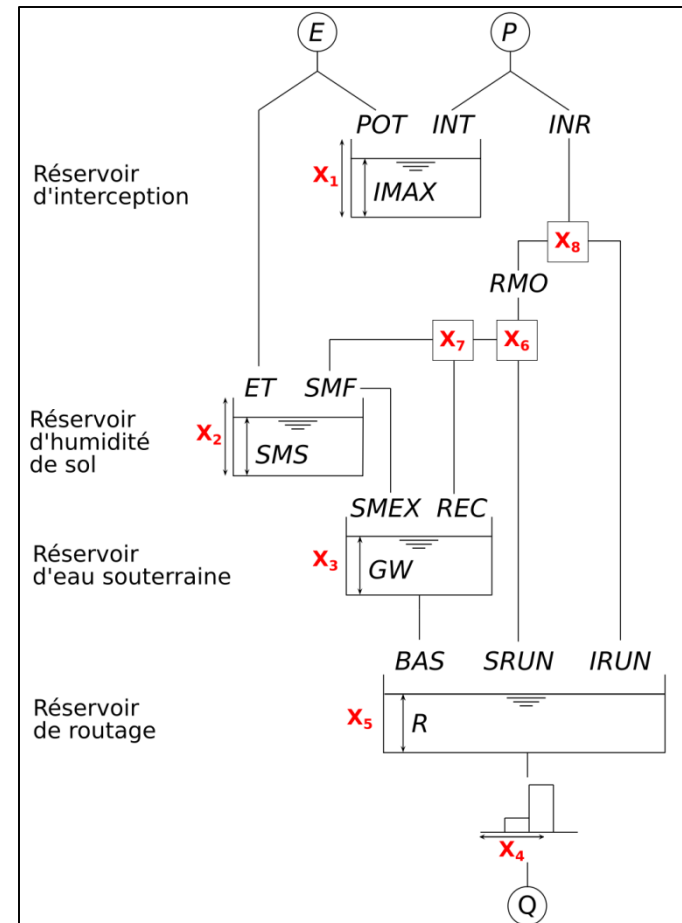 E P
POT INT INR
Réservoir
d'interception
X1 IMAX
X8
RMO
X7 X6
ET SMF
Réservoir
d'humidité
de sol
X2 SMS
SMEX REC
Réservoir
d'eau souterraine
X3 GW
BAS SRUN IRUN
Réservoir
de routage
X5 R
X4
Q